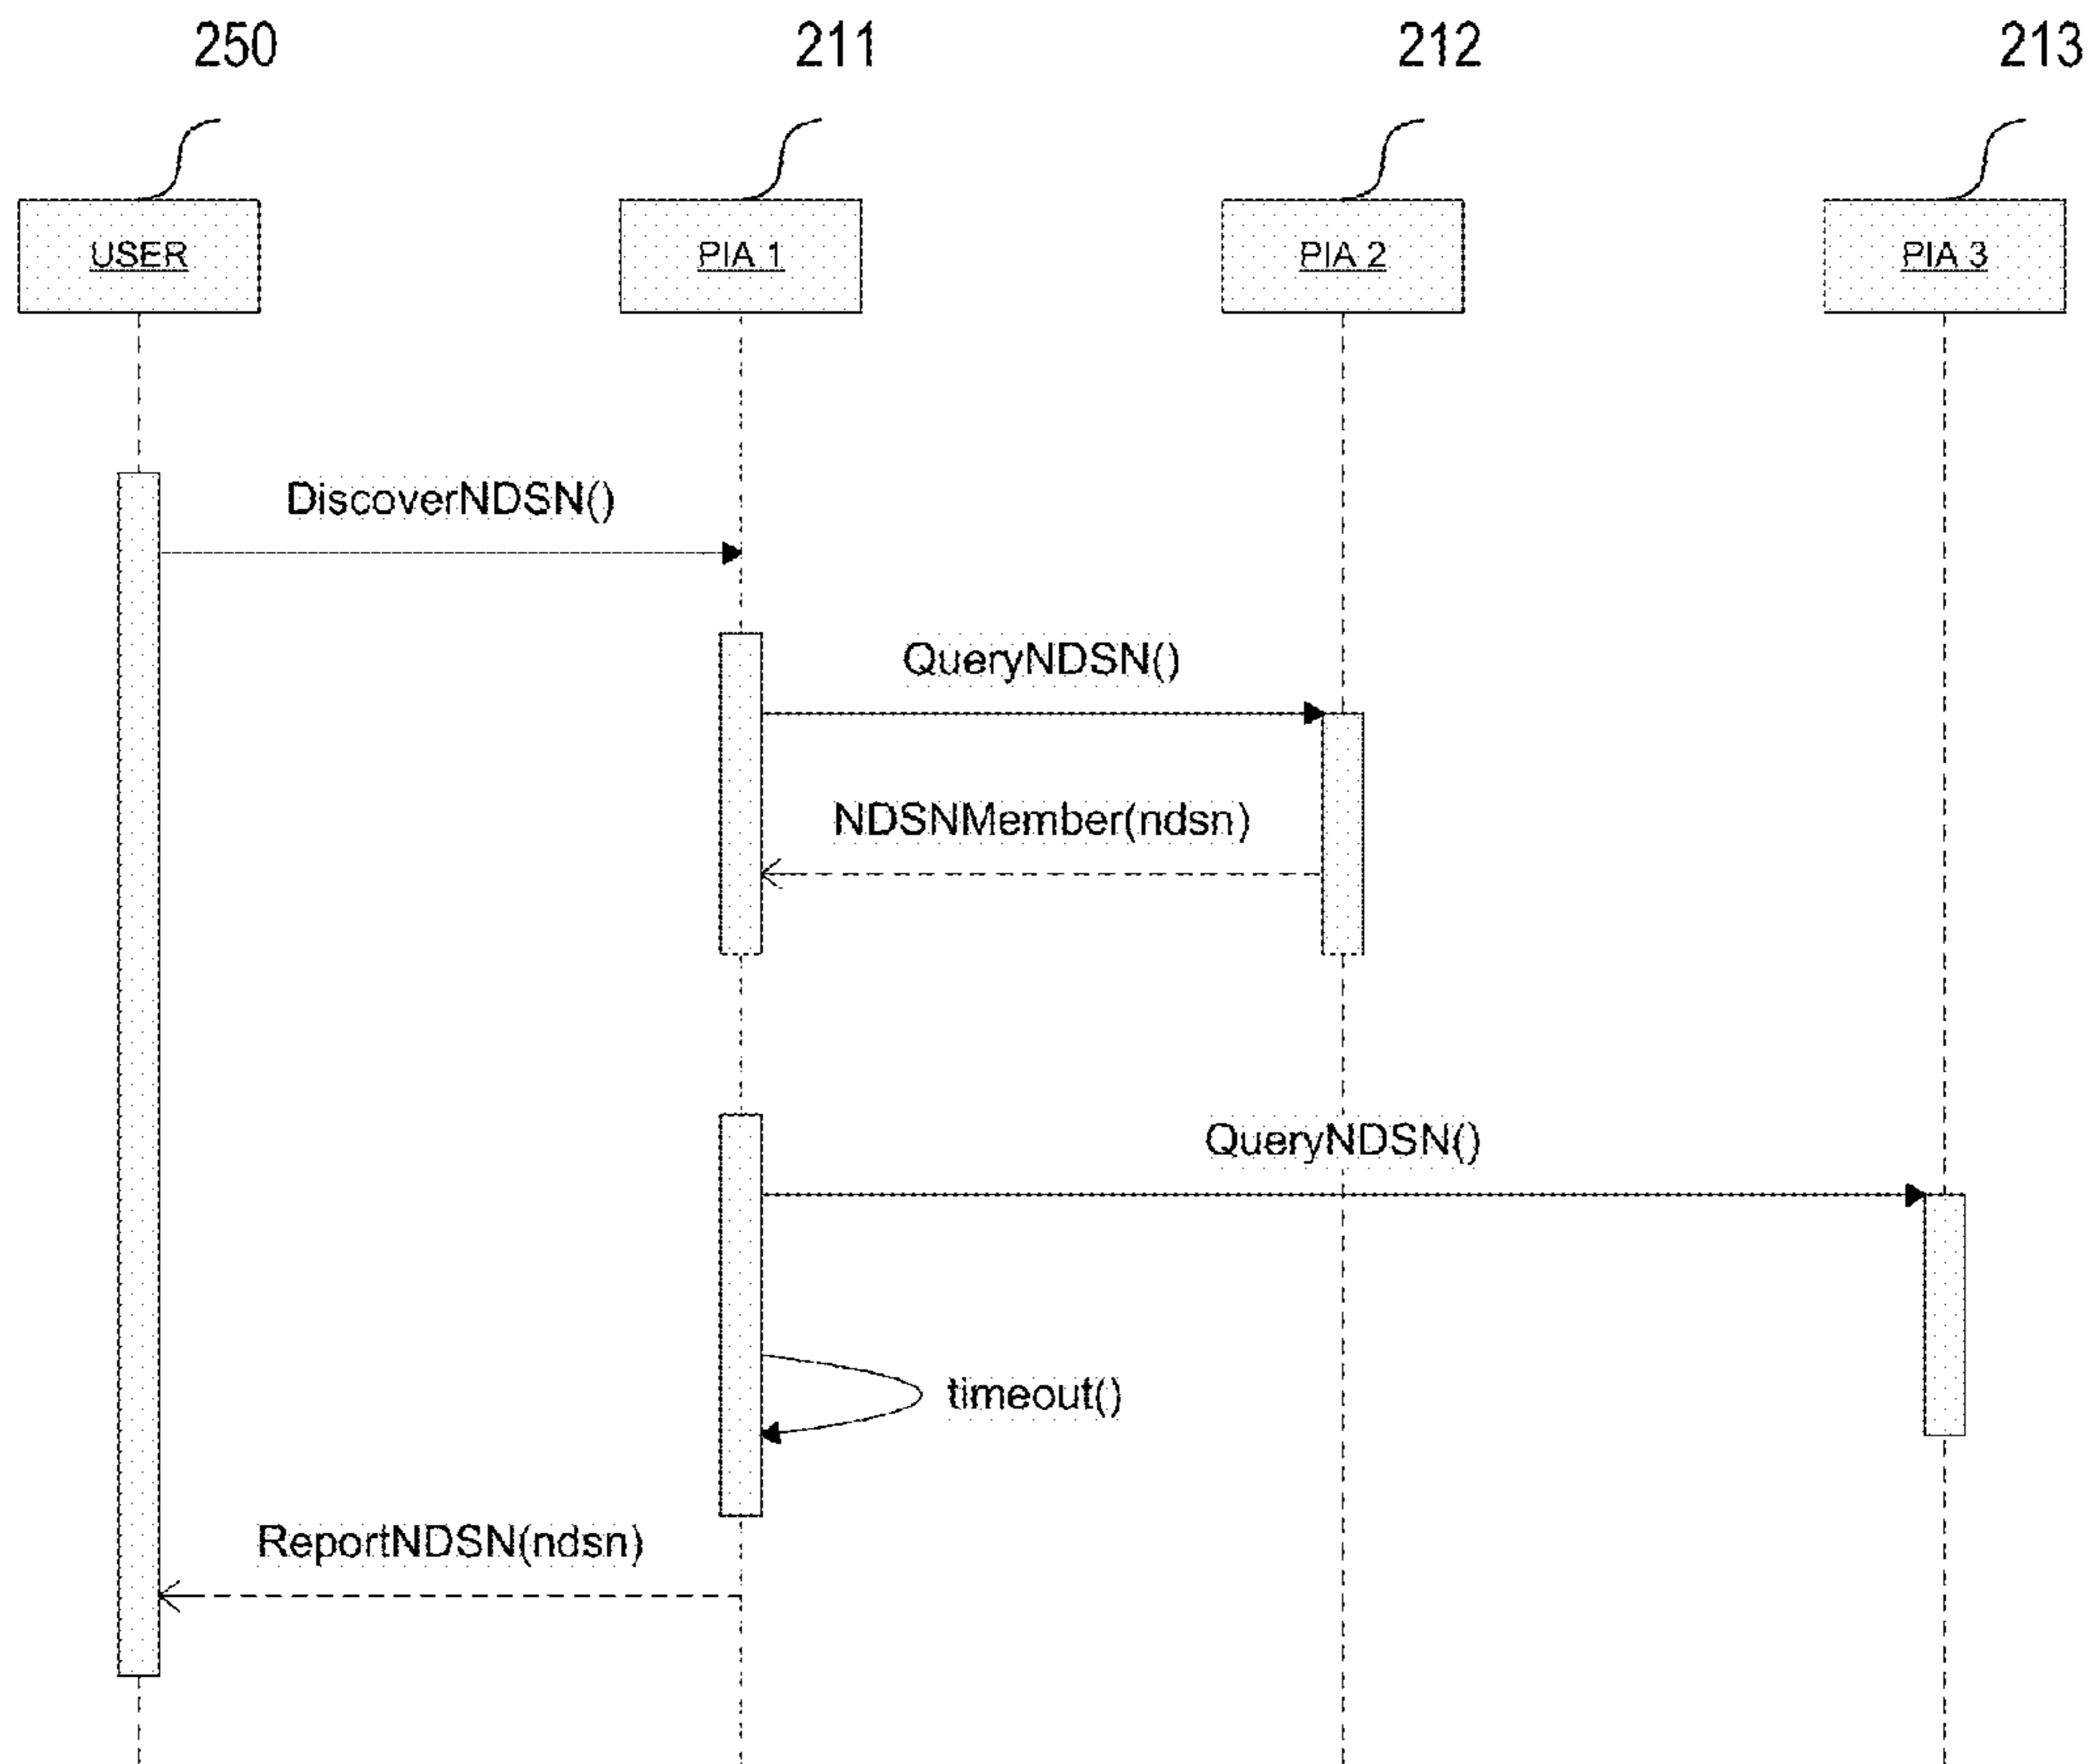 250
211
212
213
USER
PIA 1
PIA 2
PIA 3
DiscoverNDSN()
QueryNDSN()
NDSNMember(ndsn)
QueryNDSN()
timeout()
ReportNDSN(ndsn)